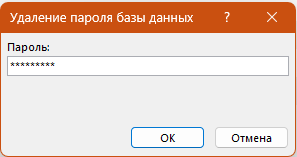 Удаление пароля базы данных ?
Пароль:
*********
ОК Отмена